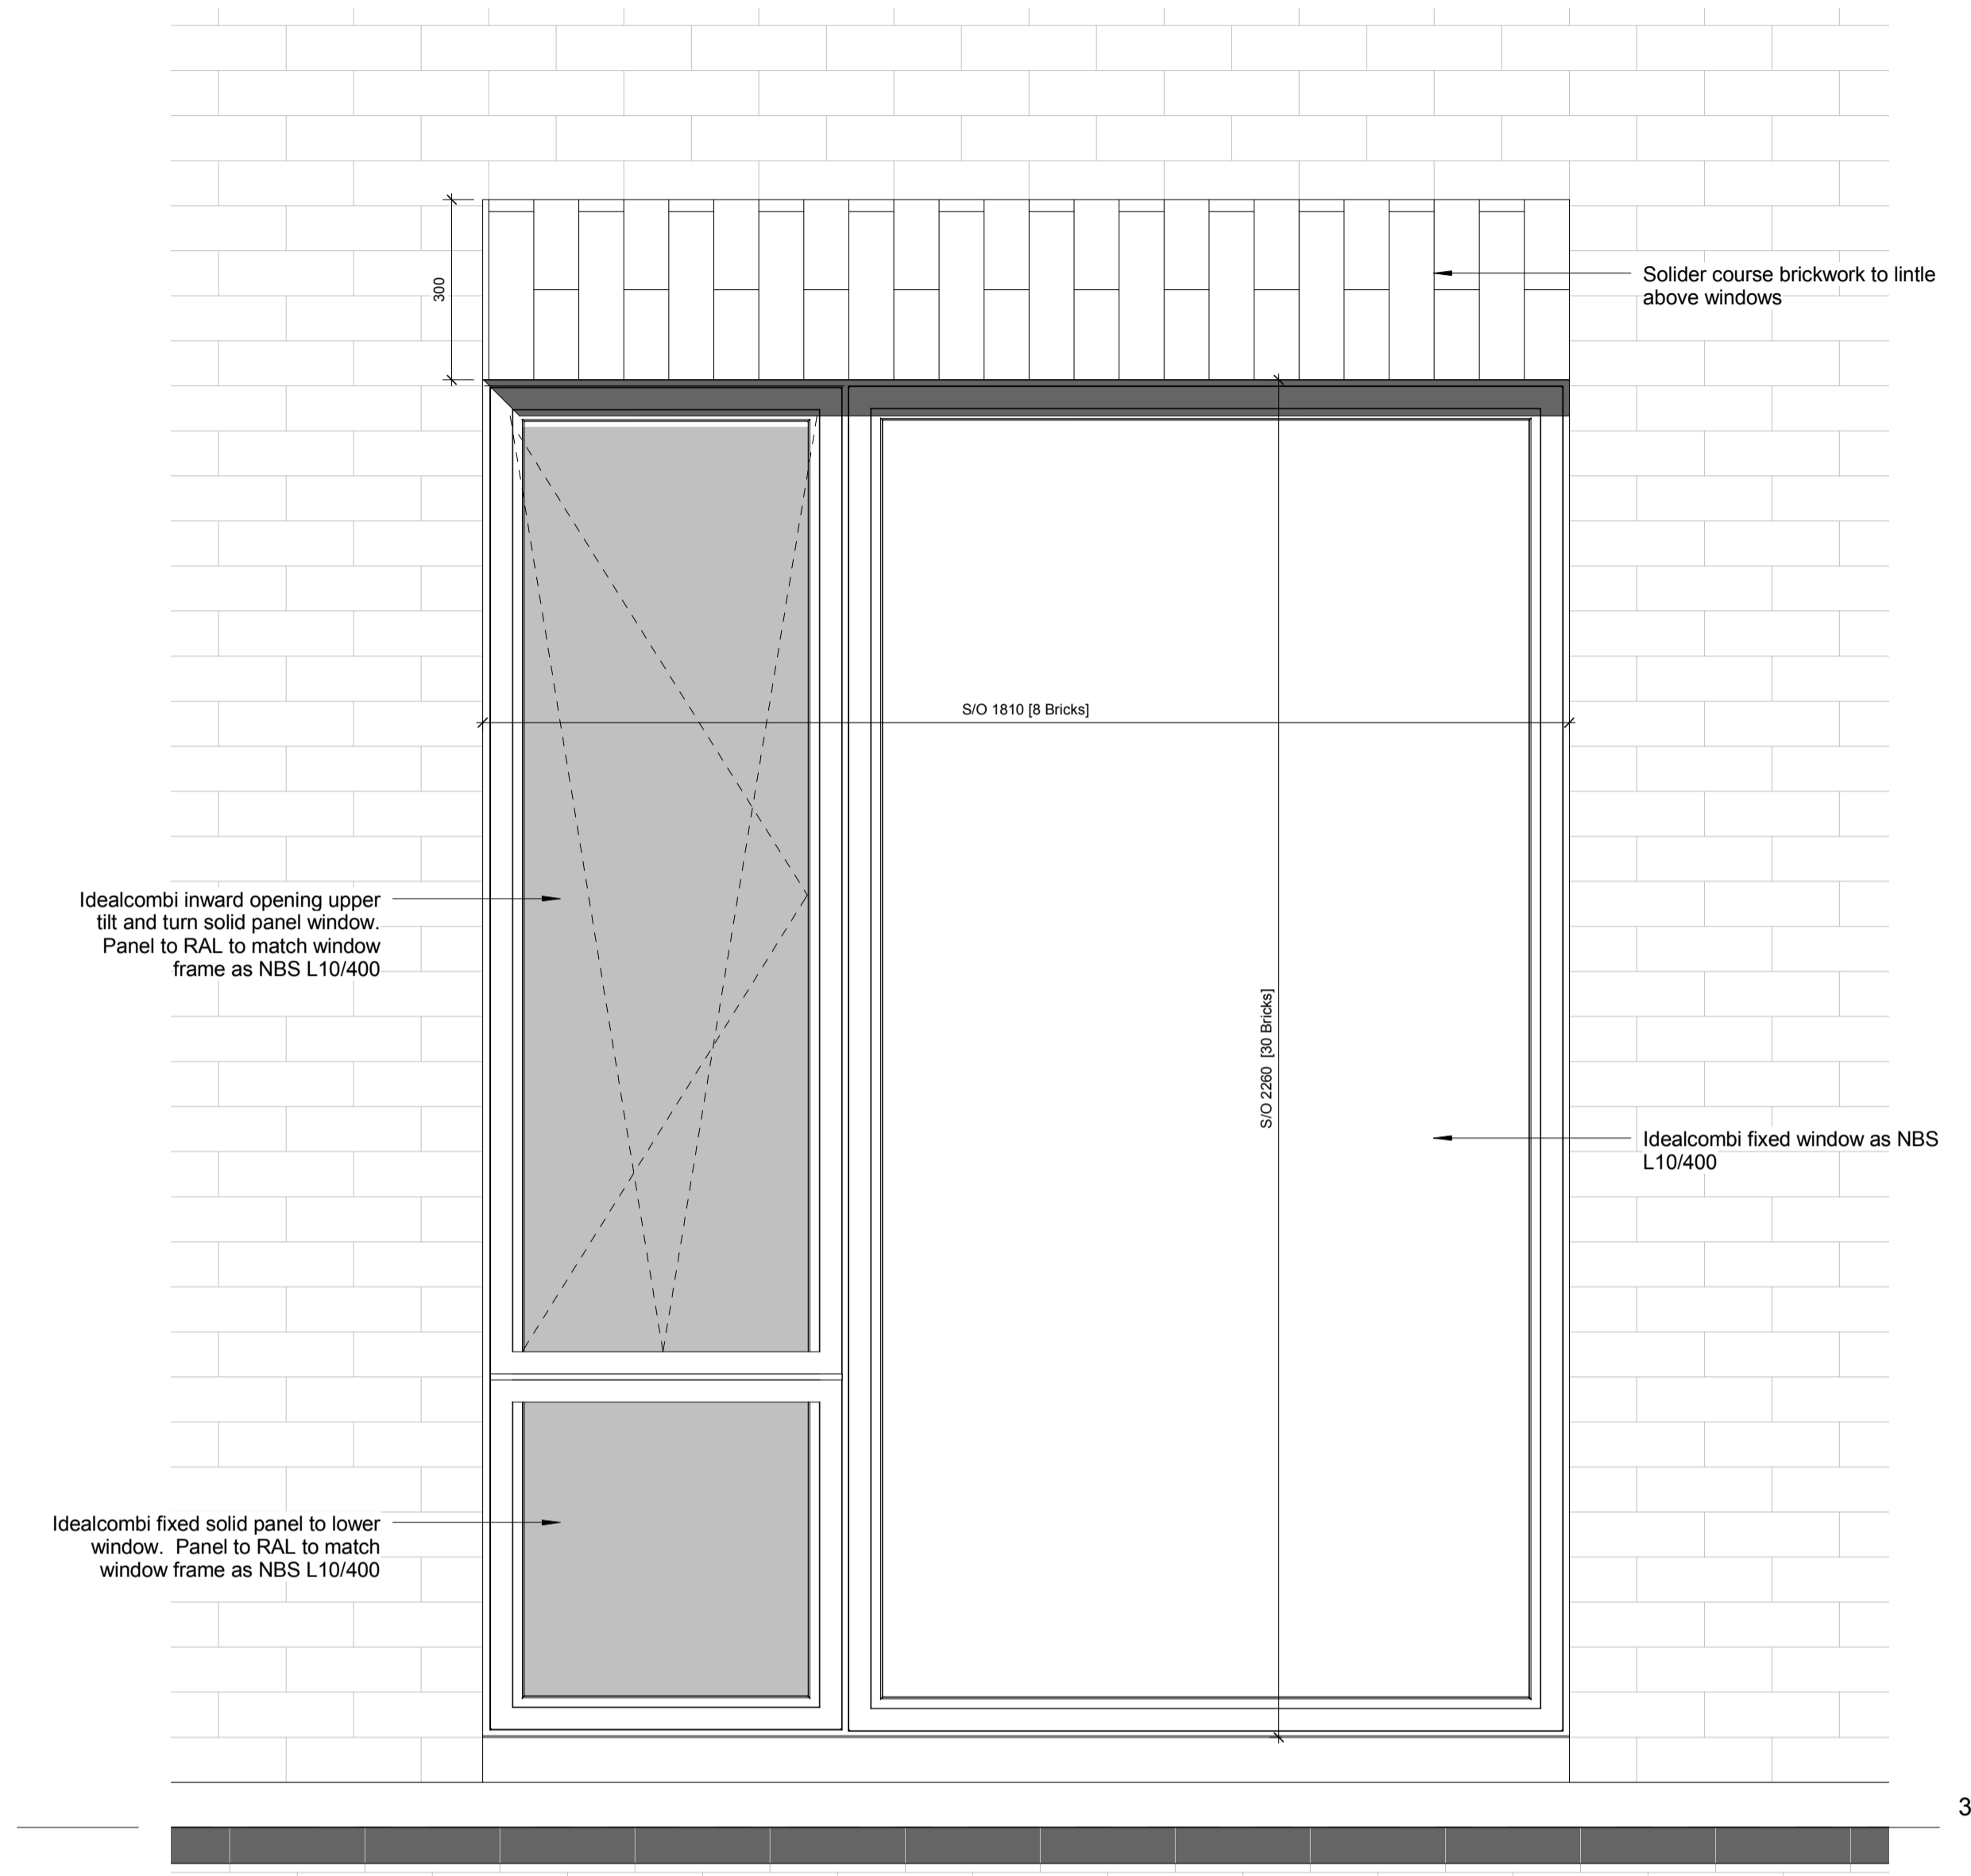 300
Solider course brickwork to lintle
above windows
S/O 1810 [8 Bricks]
Idealcombi inward opening upper
tilt and turn solid panel window.
Panel to RAL to match window
frame as NBS L10/400
S/O 2260 [30 Bricks]
Idealcombi fixed window as NBS
L10/400
Idealcombi fixed solid panel to lower
window. Panel to RAL to match
window frame as NBS L10/400
3